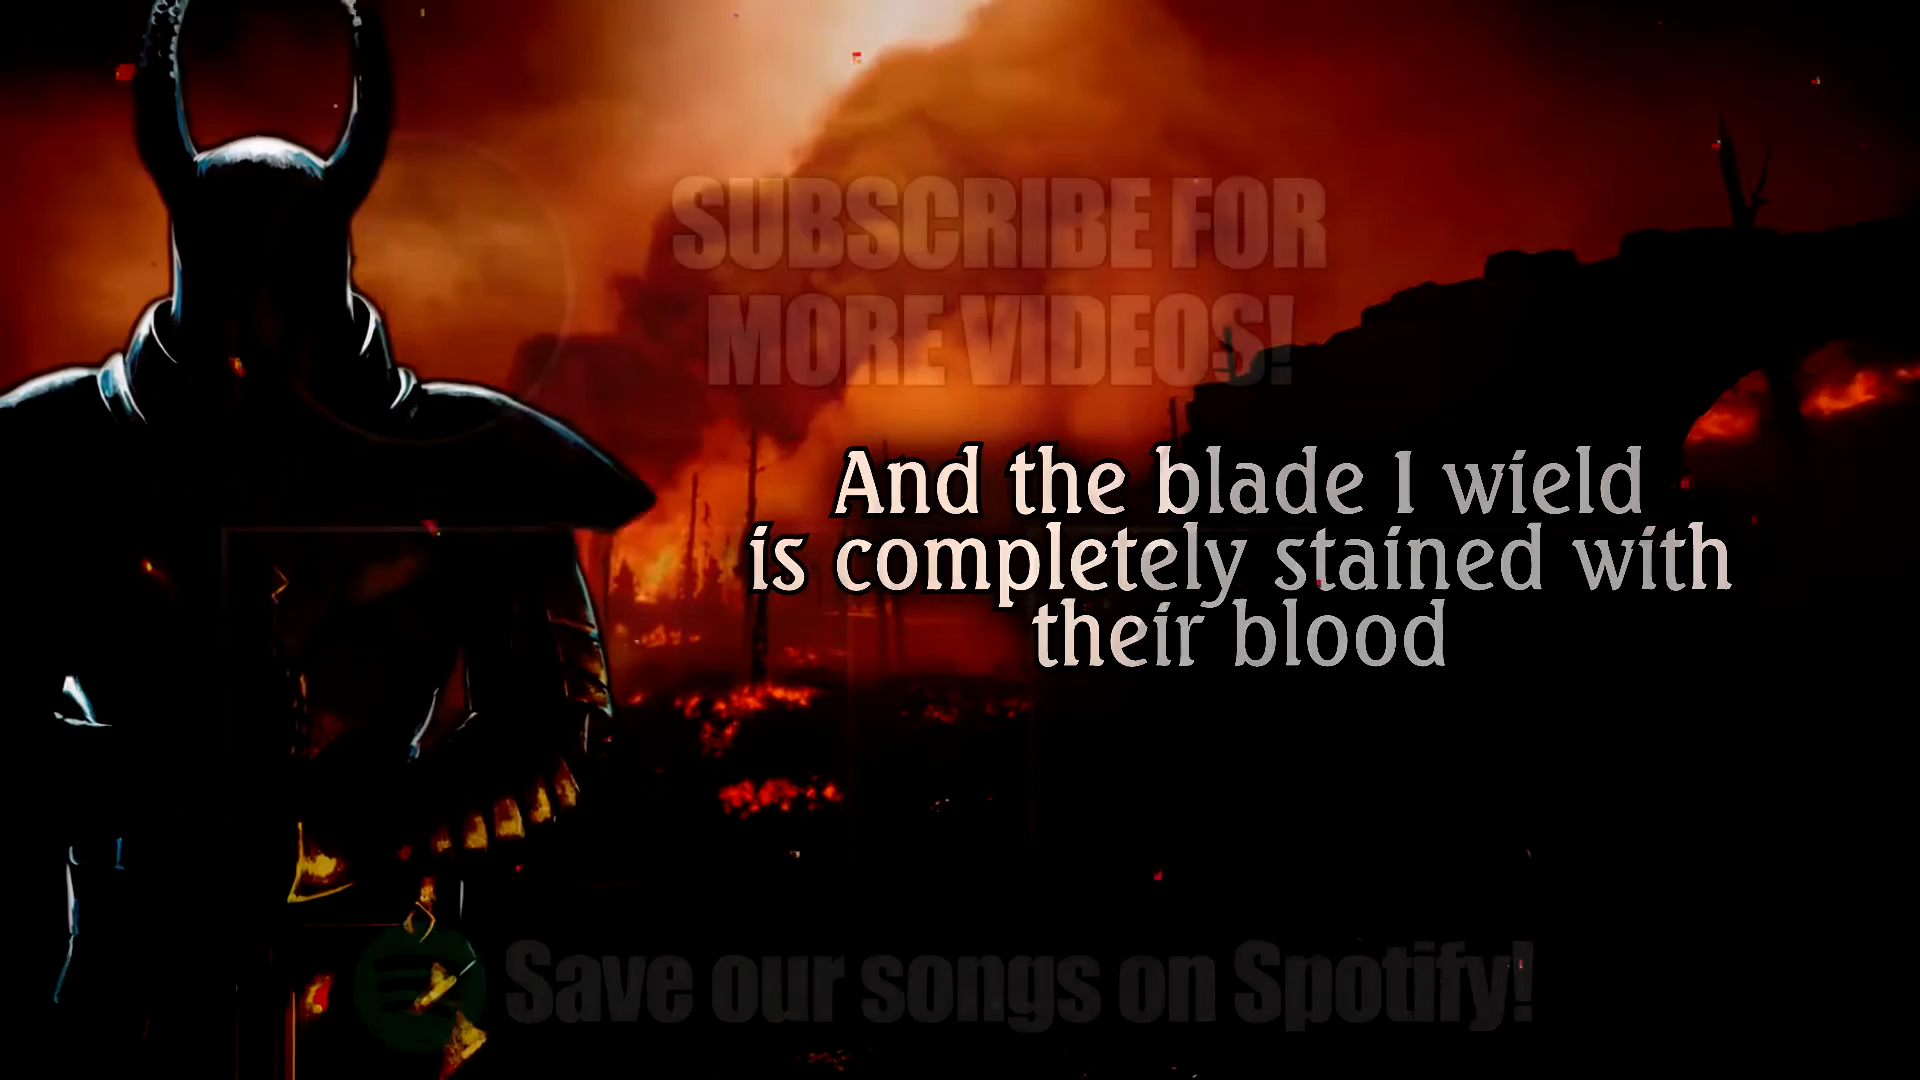 SUBSCRIBE FOR
MORE VIDEOS!
And the blade I wield
is completely stained with
their blood
Save our songs on Spotify!